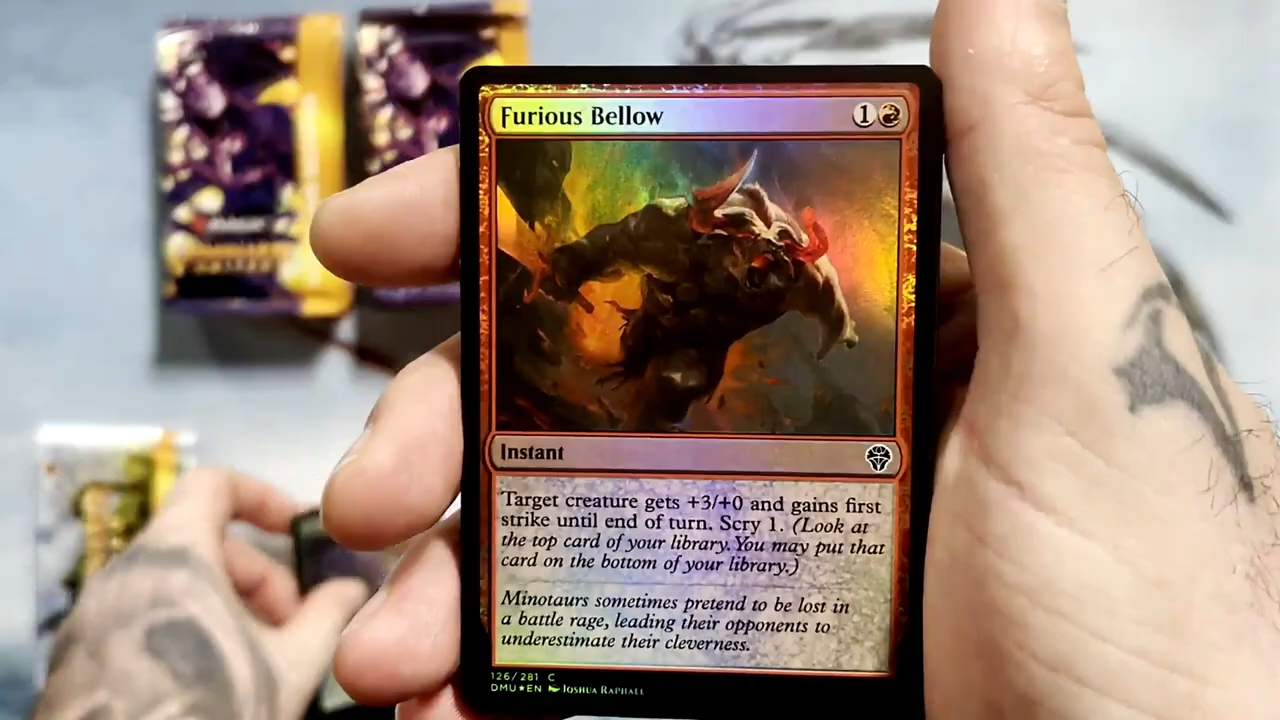 Furious Bellow 1
Instant
Target creature gets +3/+0 and gains first
strike until end of turn. Scry 1. (Look at
the top card of your library. You may put that
card on the bottom of your library.)
Minotaurs sometimes pretend to be lost in
a battle rage, leading their opponents to
underestimate their cleverness.
126/281 C
DMU★EN Joshua Raphael